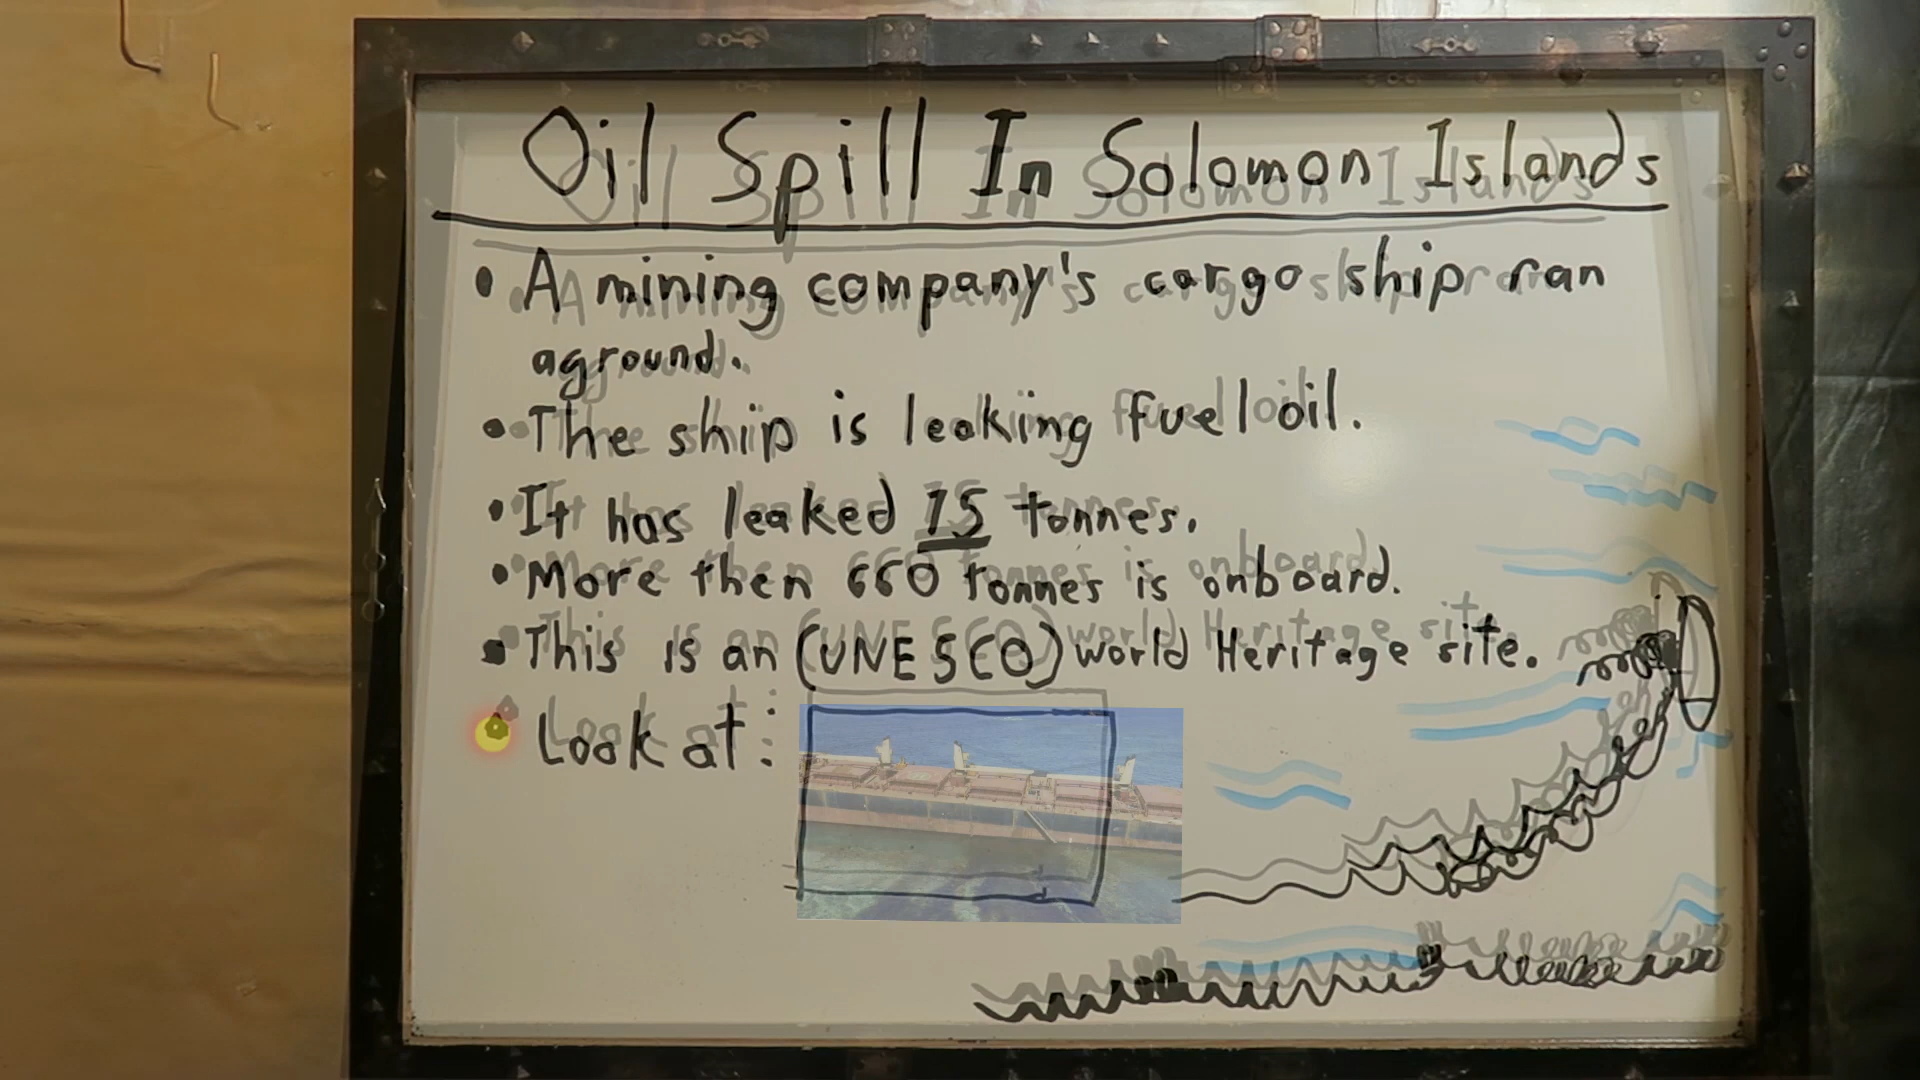 Oil Spill In Solomon Islands
• A mining company's cargo ship ran
aground.
• The ship is leaking fuel oil.
• It has leaked 15 tonnes.
• More then 660 tonnes is onboard.
• This is an (UNESCO) world Heritage site.
• Look at: